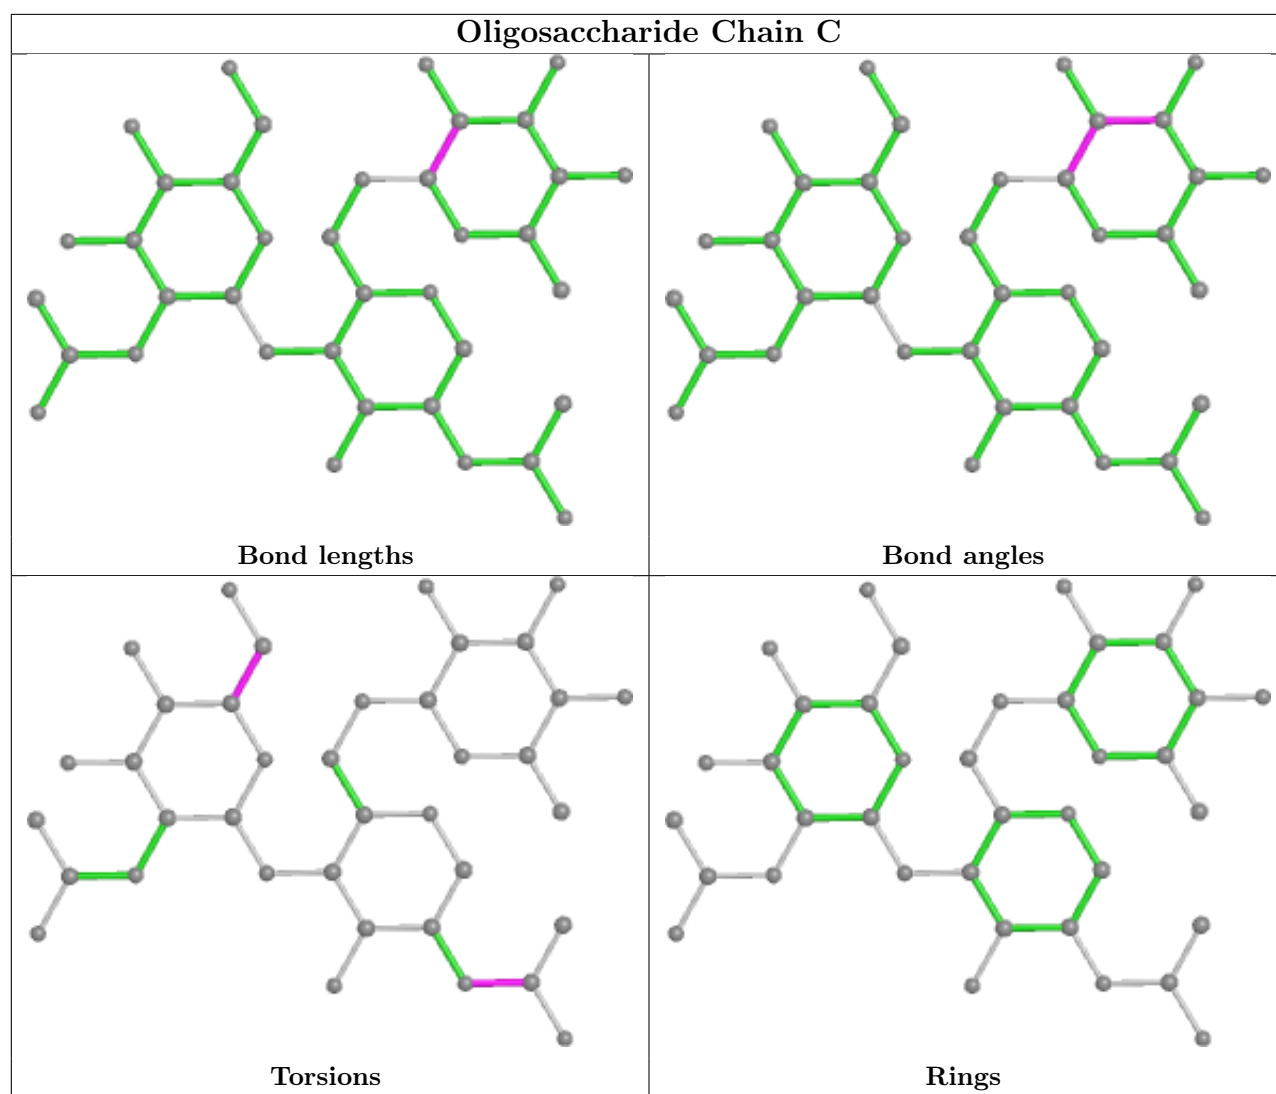 Oligosaccharide Chain C
Bond lengths
Bond angles
Torsions
Rings